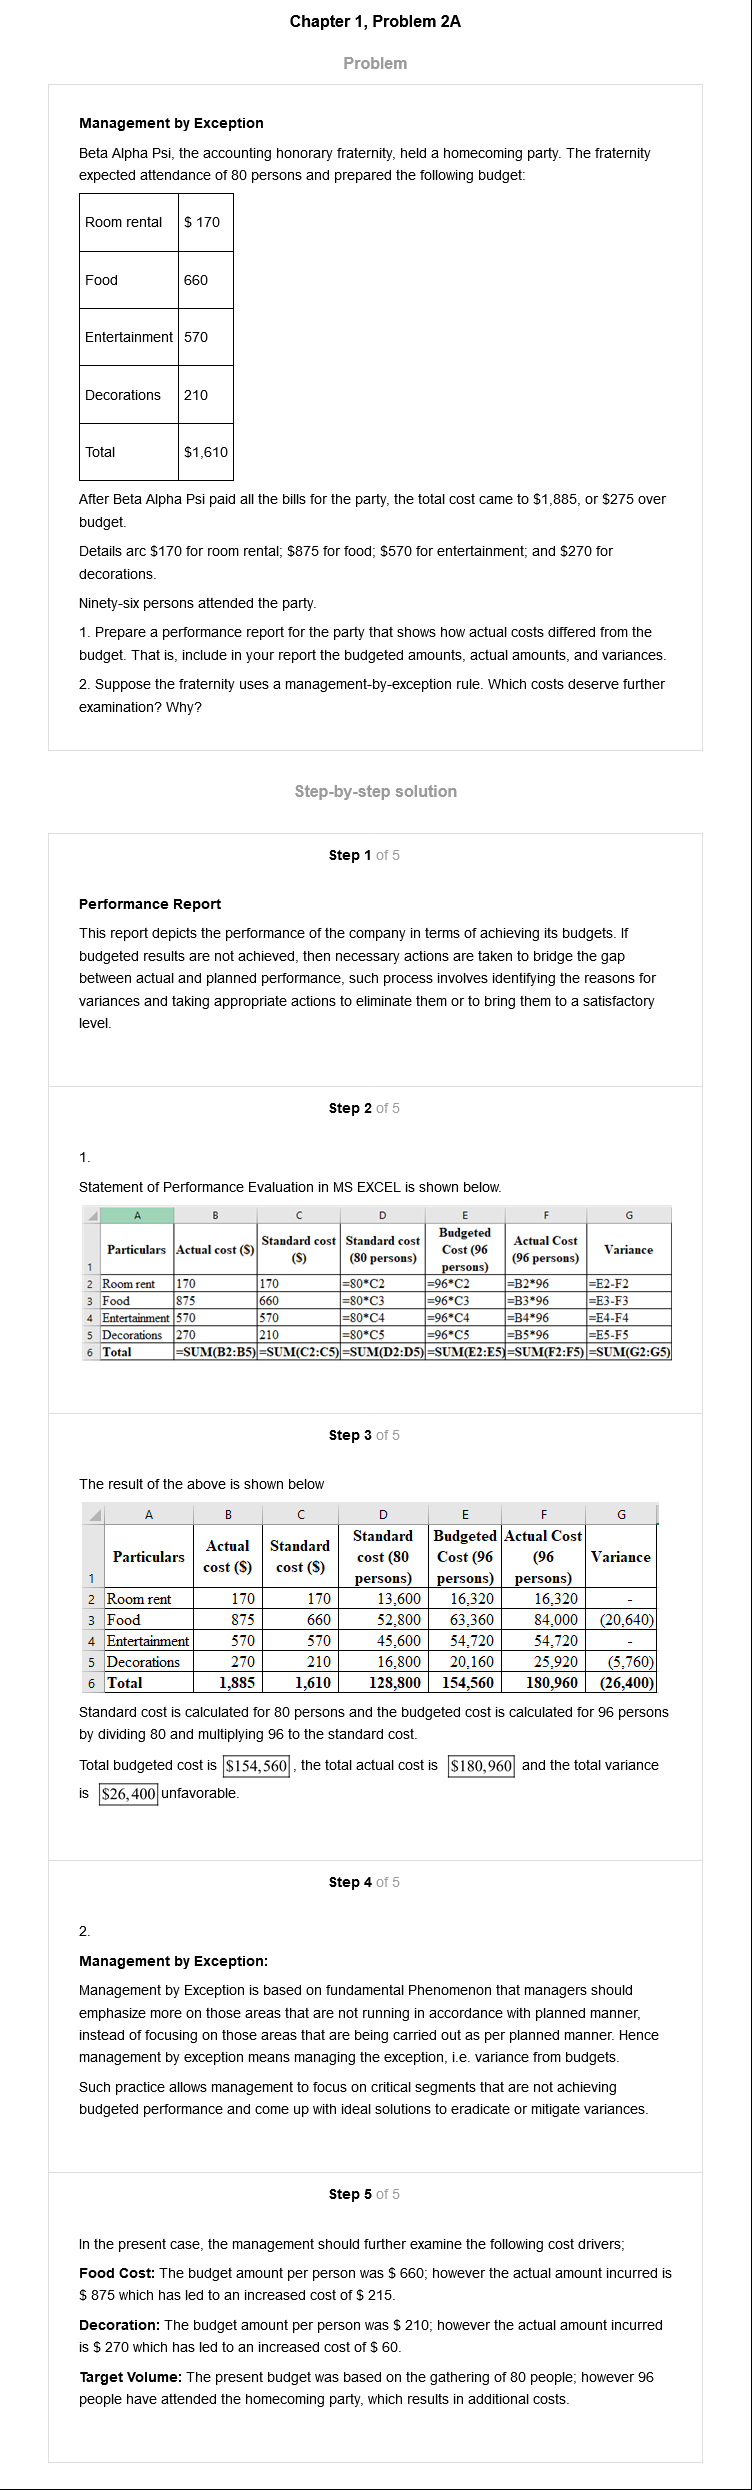 Chapter 1, Problem 2A
Problem
Management by Exception
Beta Alpha Psi, the accounting honorary fraternity, held a homecoming party. The fraternity
expected attendance of 80 persons and prepared the following budget:
Room rental $ 170
Food 660
Entertainment 570
Decorations 210
Total $1,610
After Beta Alpha Psi paid all the bills for the party, the total cost came to $1,885, or $275 over
budget.
Details arc $170 for room rental; $875 for food; $570 for entertainment; and $270 for
decorations.
Ninety-six persons attended the party.
1. Prepare a performance report for the party that shows how actual costs differed from the
budget. That is, include in your report the budgeted amounts, actual amounts, and variances.
2. Suppose the fraternity uses a management-by-exception rule. Which costs deserve further
examination? Why?
Step-by-step solution
Step 1 of 5
Performance Report
This report depicts the performance of the company in terms of achieving its budgets. If
budgeted results are not achieved, then necessary actions are taken to bridge the gap
between actual and planned performance, such process involves identifying the reasons for
variances and taking appropriate actions to eliminate them or to bring them to a satisfactory
level.
Step 2 of 5
1.
Statement of Performance Evaluation in MS EXCEL is shown below.
A B C D E F G
1 Particulars Actual cost ($) Standard cost ($) Standard cost (80 persons) Budgeted Cost (96 persons) Actual Cost (96 persons) Variance
2 Room rent 170 170 =80*C2 =96*C2 =B2*96 =E2-F2
3 Food 875 660 =80*C3 =96*C3 =B3*96 =E3-F3
4 Entertainment 570 570 =80*C4 =96*C4 =B4*96 =E4-F4
5 Decorations 270 210 =80*C5 =96*C5 =B5*96 =E5-F5
6 Total =SUM(B2:B5) =SUM(C2:C5) =SUM(D2:D5) =SUM(E2:E5) =SUM(F2:F5) =SUM(G2:G5)
Step 3 of 5
The result of the above is shown below
A B C D E F G
1 Particulars Actual cost ($) Standard cost ($) Standard cost (80 persons) Budgeted Cost (96 persons) Actual Cost (96 persons) Variance
2 Room rent 170 170 13,600 16,320 16,320 -
3 Food 875 660 52,800 63,360 84,000 (20,640)
4 Entertainment 570 570 45,600 54,720 54,720 -
5 Decorations 270 210 16,800 20,160 25,920 (5,760)
6 Total 1,885 1,610 128,800 154,560 180,960 (26,400)
Standard cost is calculated for 80 persons and the budgeted cost is calculated for 96 persons
by dividing 80 and multiplying 96 to the standard cost.
Total budgeted cost is $154,560 , the total actual cost is $180,960 and the total variance
is $26,400 unfavorable.
Step 4 of 5
2.
Management by Exception:
Management by Exception is based on fundamental Phenomenon that managers should
emphasize more on those areas that are not running in accordance with planned manner,
instead of focusing on those areas that are being carried out as per planned manner. Hence
management by exception means managing the exception, i.e. variance from budgets.
Such practice allows management to focus on critical segments that are not achieving
budgeted performance and come up with ideal solutions to eradicate or mitigate variances.
Step 5 of 5
In the present case, the management should further examine the following cost drivers;
Food Cost: The budget amount per person was $ 660; however the actual amount incurred is
$ 875 which has led to an increased cost of $ 215.
Decoration: The budget amount per person was $ 210; however the actual amount incurred
is $ 270 which has led to an increased cost of $ 60.
Target Volume: The present budget was based on the gathering of 80 people; however 96
people have attended the homecoming party, which results in additional costs.